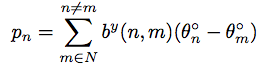 $p_n = \sum_{m \in N}^{n \neq m} b^y(n, m)(\theta_n^\circ - \theta_m^\circ)$